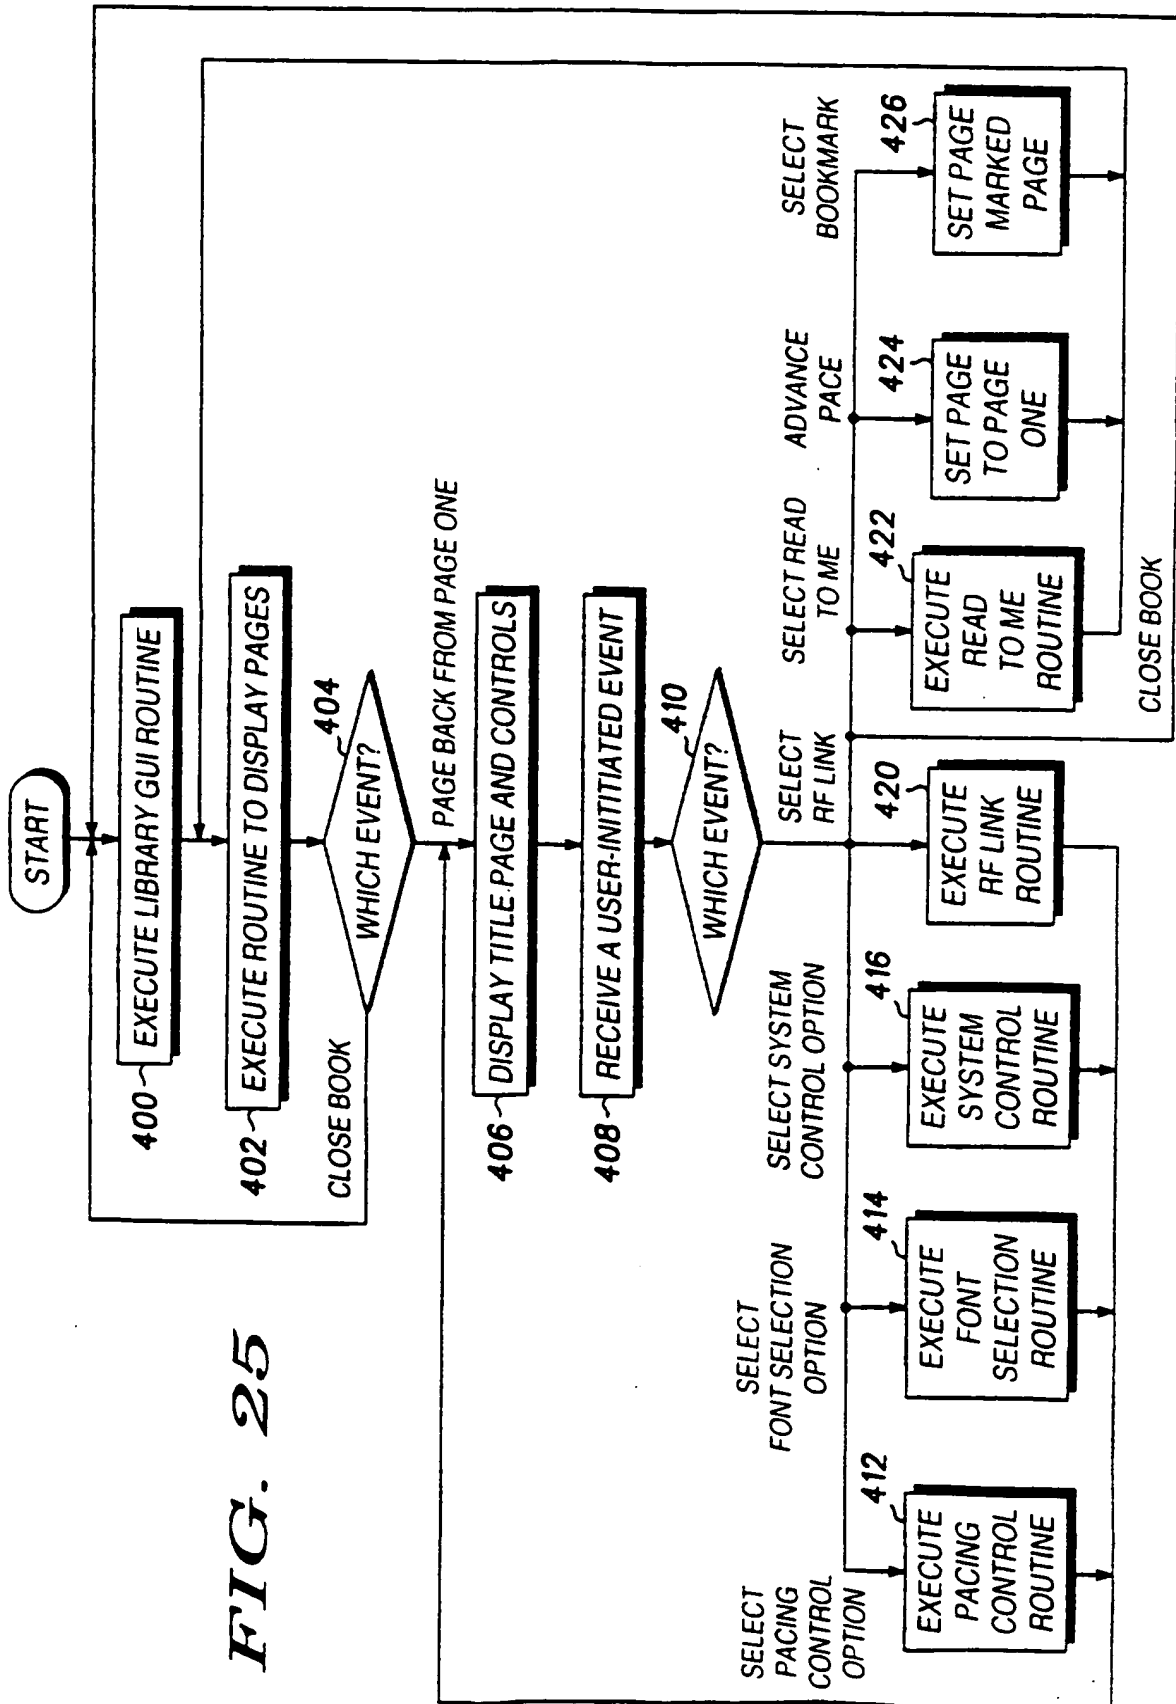 START
400
EXECUTE LIBRARY GUI ROUTINE
402
EXECUTE ROUTINE TO DISPLAY PAGES
404
WHICH EVENT?
CLOSE BOOK
PAGE BACK FROM PAGE ONE
406
DISPLAY TITLE PAGE AND CONTROLS
408
RECEIVE A USER-INITIATED EVENT
410
WHICH EVENT?
SELECT
PACING
CONTROL
OPTION
SELECT
FONT SELECTION
OPTION
SELECT SYSTEM
CONTROL OPTION
SELECT
RF LINK
SELECT READ
TO ME
ADVANCE
PACE
SELECT
BOOKMARK
412
EXECUTE
PACING
CONTROL
ROUTINE
414
EXECUTE
FONT
SELECTION
ROUTINE
416
EXECUTE
SYSTEM
CONTROL
ROUTINE
420
EXECUTE
RF LINK
ROUTINE
422
EXECUTE
READ
TO ME
ROUTINE
424
SET PAGE
TO PAGE
ONE
426
SET PAGE
MARKED
PAGE
CLOSE BOOK
FIG. 25